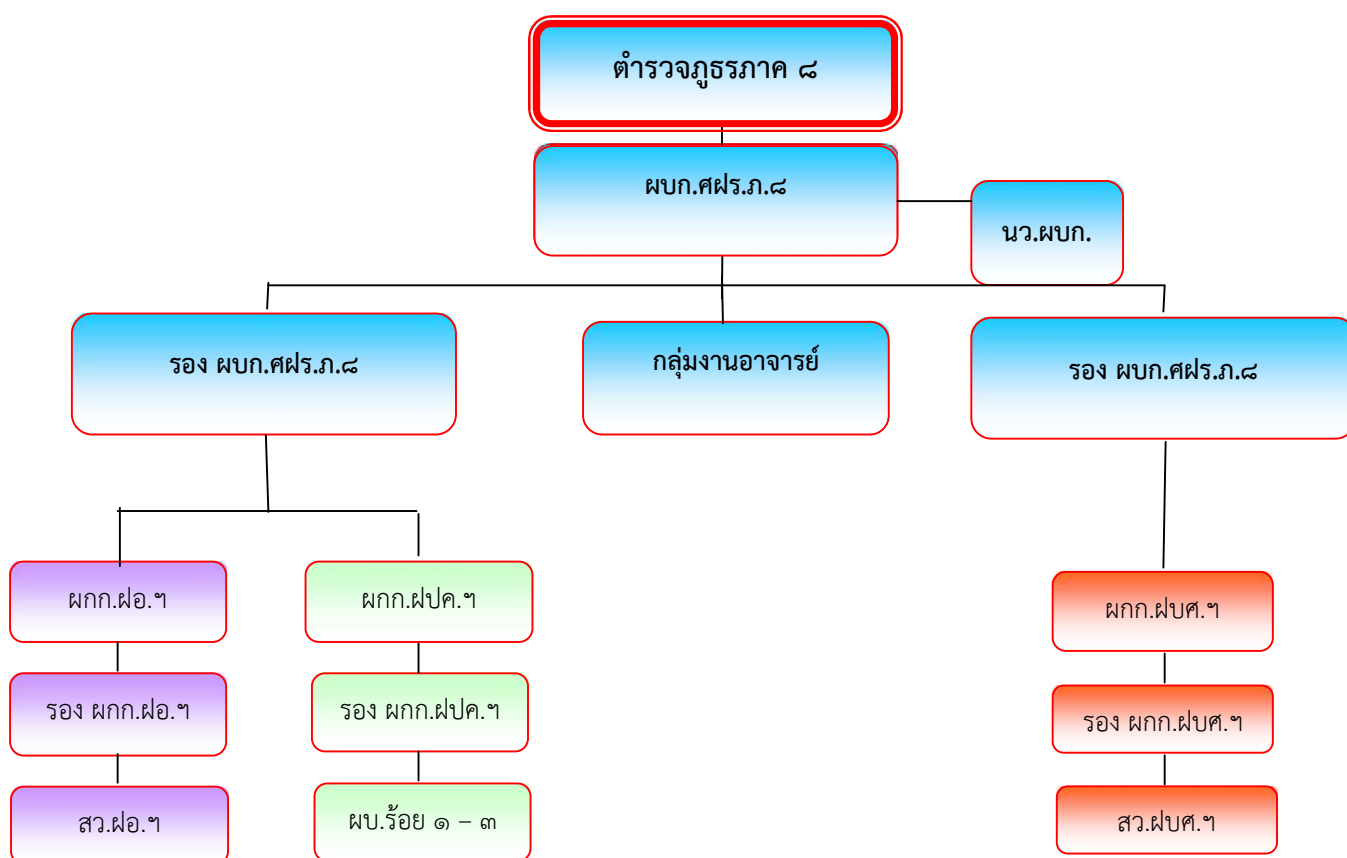 ตำรวจภูธรภาค ๘
ผบก.ศฝร.ภ.๘
นว.ผบก.
รอง ผบก.ศฝร.ภ.๘
กลุ่มงานอาจารย์
รอง ผบก.ศฝร.ภ.๘
ผกก.ฝอ.ฯ
ผกก.ฝปค.ฯ
ผกก.ฝบศ.ฯ
รอง ผกก.ฝอ.ฯ
รอง ผกก.ฝปค.ฯ
รอง ผกก.ฝบศ.ฯ
สว.ฝอ.ฯ
ผบ.ร้อย ๑ – ๓
สว.ฝบศ.ฯ